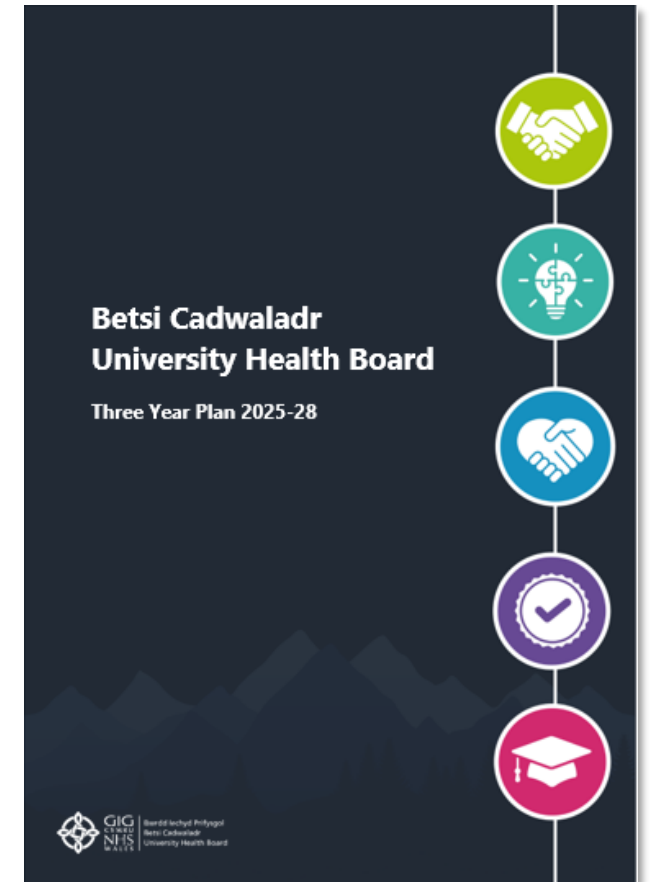 Betsi Cadwaladr
University Health Board
Three Year Plan 2025-28
GIG
CYMRU
NHS
WALES
Bwrdd Iechyd Prifysgol
Betsi Cadwaladr
University Health Board